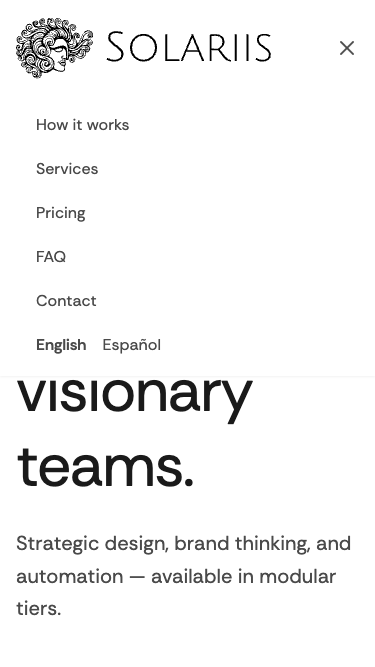 SOLARIIS
How it works
Services
Pricing
FAQ
Contact
English Español
visionary
teams.
Strategic design, brand thinking, and
automation — available in modular
tiers.